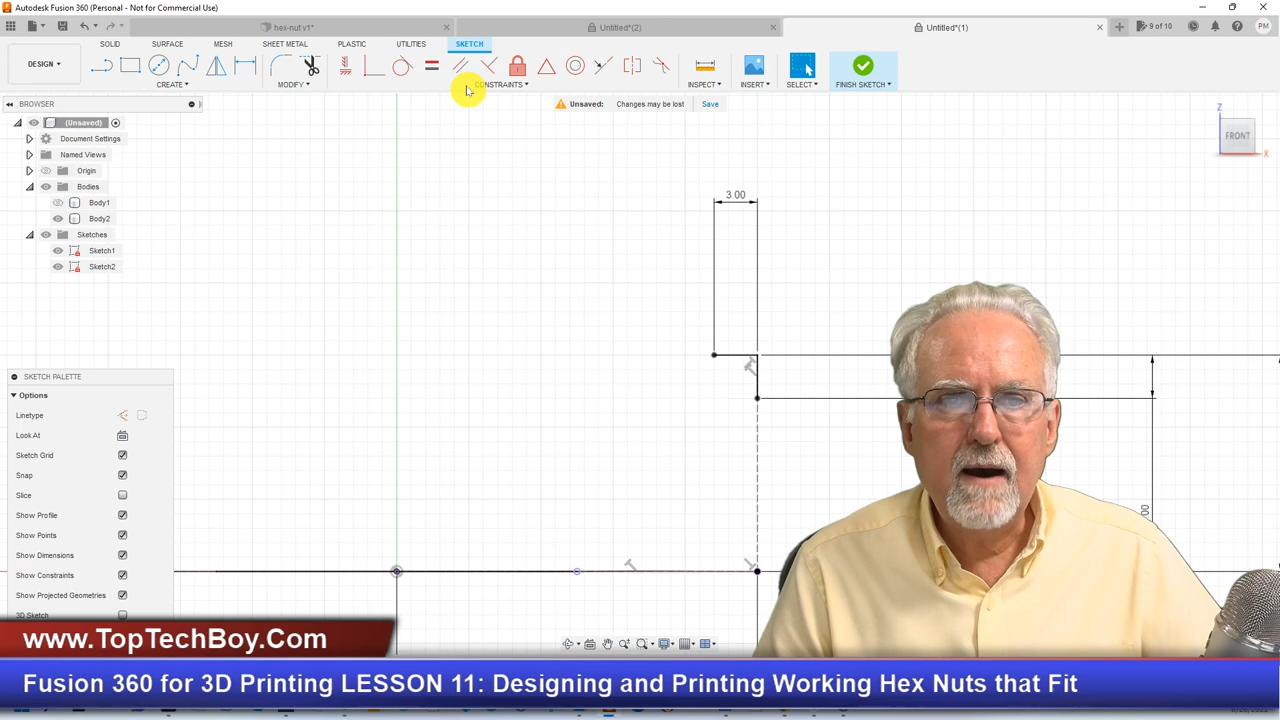 Autodesk Fusion 360 (Personal - Not for Commercial Use)
hex-nut v1*
Untitled*(2)
Untitled*(1)
9 of 10
PM
SOLID SURFACE MESH SHEET METAL PLASTIC UTILITIES SKETCH
DESIGN
CREATE MODIFY CONSTRAINTS INSPECT INSERT SELECT FINISH SKETCH
BROWSER
Unsaved: Changes may be lost Save
(Unsaved)
Document Settings
Named Views
Origin
Bodies
Body1
Body2
Sketches
Sketch1
Sketch2
Z
FRONT
X
3.00
SKETCH PALETTE
Options
Linetype
Look At
Sketch Grid
Snap
Slice
Show Profile
Show Points
Show Dimensions
Show Constraints
Show Projected Geometries
3D Sketch
www.TopTechBoy.Com
Fusion 360 for 3D Printing LESSON 11: Designing and Printing Working Hex Nuts that Fit